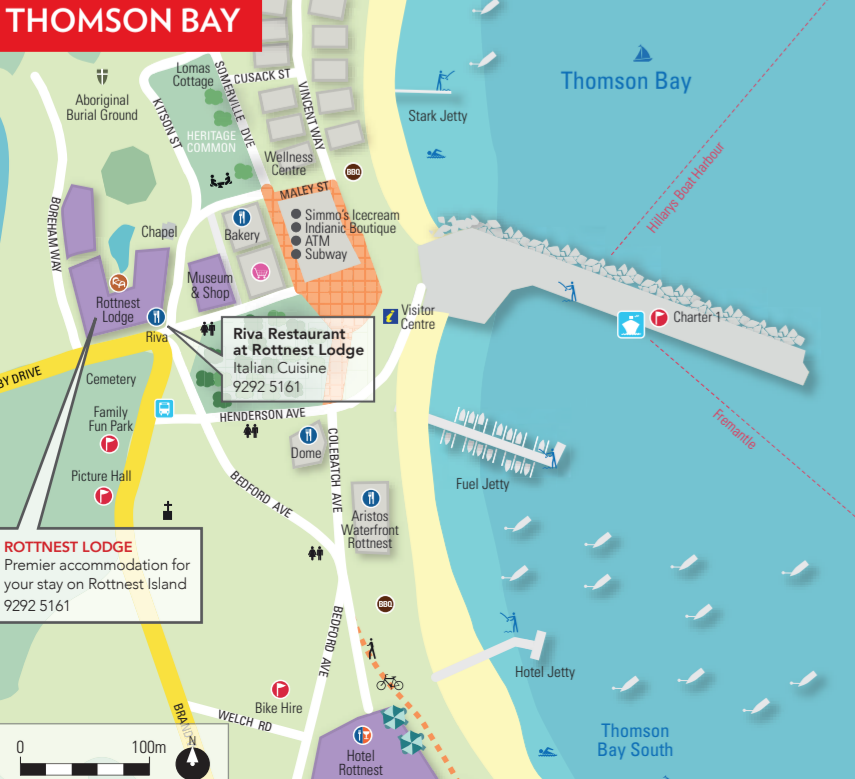 THOMSON BAY
Thomson Bay
Lomas
Cottage
CUSACK ST
SOMERVILLE DVE
VINCENT WAY
KITSON ST
Aboriginal
Burial Ground
HERITAGE
COMMON
Stark Jetty
Wellness
Centre
BBQ
MALEY ST
Hillarys Boat Harbour
BOREHAM WAY
Chapel
Bakery
Simmo's Icecream
Indianic Boutique
ATM
Subway
Museum
& Shop
Rottnest
Lodge
Riva
Visitor
Centre
Charter 1
Riva Restaurant
at Rottnest Lodge
Italian Cuisine
9292 5161
BY DRIVE
Cemetery
Family
Fun Park
HENDERSON AVE
Fremantle
Dome
COLEBATCH AVE
Picture Hall
BEDFORD AVE
Fuel Jetty
Aristos
Waterfront
Rottnest
ROTTNEST LODGE
Premier accommodation for
your stay on Rottnest Island
9292 5161
BBQ
BEDFORD AVE
Hotel Jetty
Bike Hire
WELCH RD
BRAND
Thomson
Bay South
0 100m
N
Hotel
Rottnest